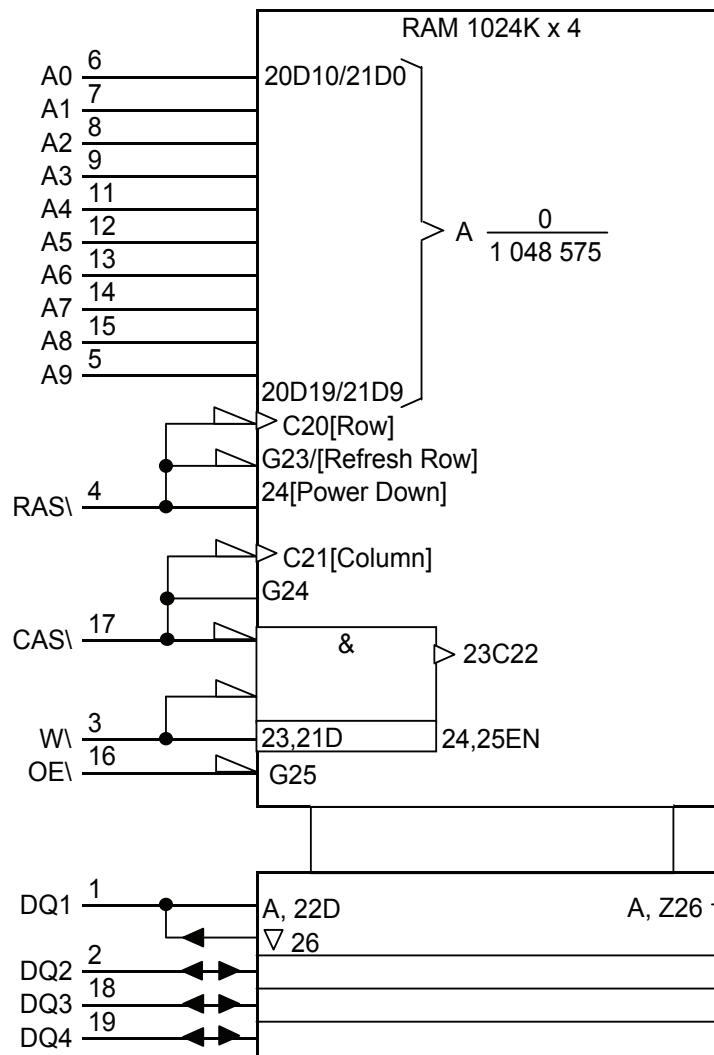 RAM 1024K x 4
A0 6 20D10/21D0
A1 7
A2 8
A3 9
A4 11
A5 12
A 0
1 048 575
A6 13
A7 14
A8 15
A9 5
20D19/21D9
C20[Row]
G23/[Refresh Row]
RAS\ 4 24[Power Down]
C21[Column]
G24
CAS\ 17 & 23C22
W\ 3 23,21D 24,25EN
OE\ 16 G25
DQ1 1 A, 22D A, Z26
26
DQ2 2
DQ3 18
DQ4 19